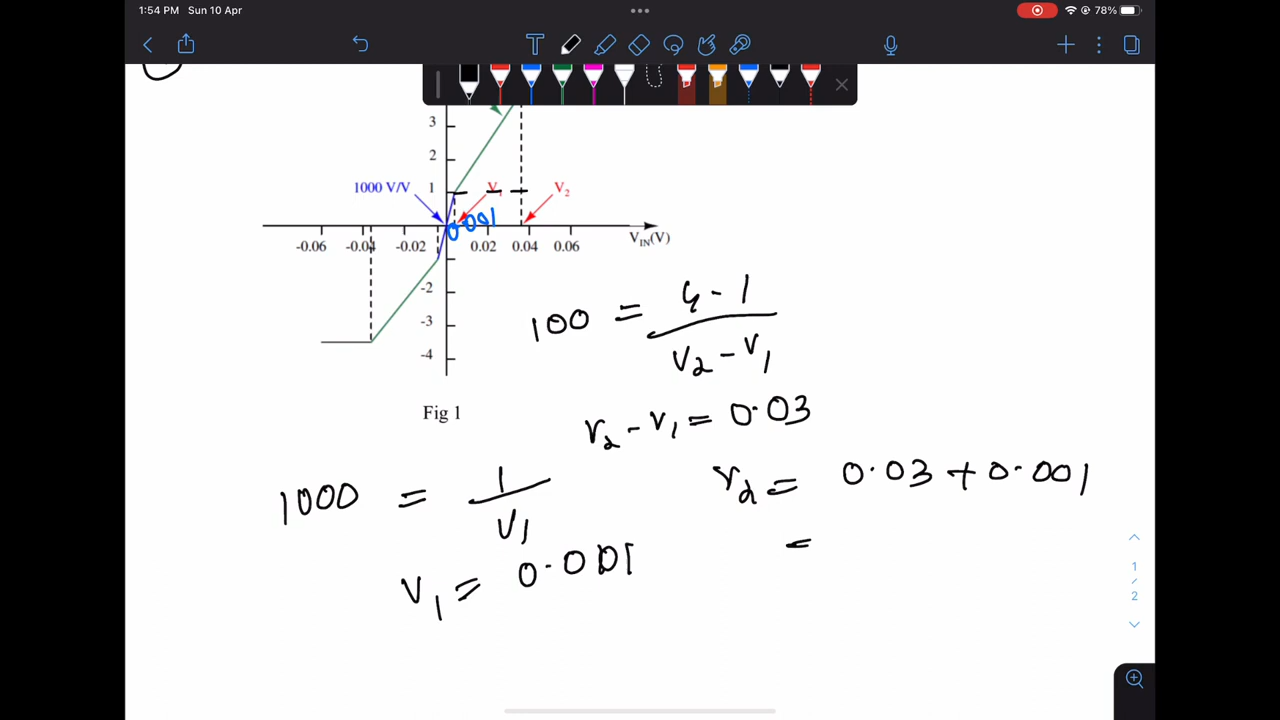 1:54 PM Sun 10 Apr
78%
T
3
2
1000 V/V 1 V1 V2
0.001
-0.06 -0.04 -0.02 0.02 0.04 0.06 VIN(V)
-2
-3
-4
Fig 1
100 = 4 - 1 / V2 - V1
V2 - V1 = 0.03
1000 = 1 / V1
V2 = 0.03 + 0.001
=
V1 = 0.001
1
/
2